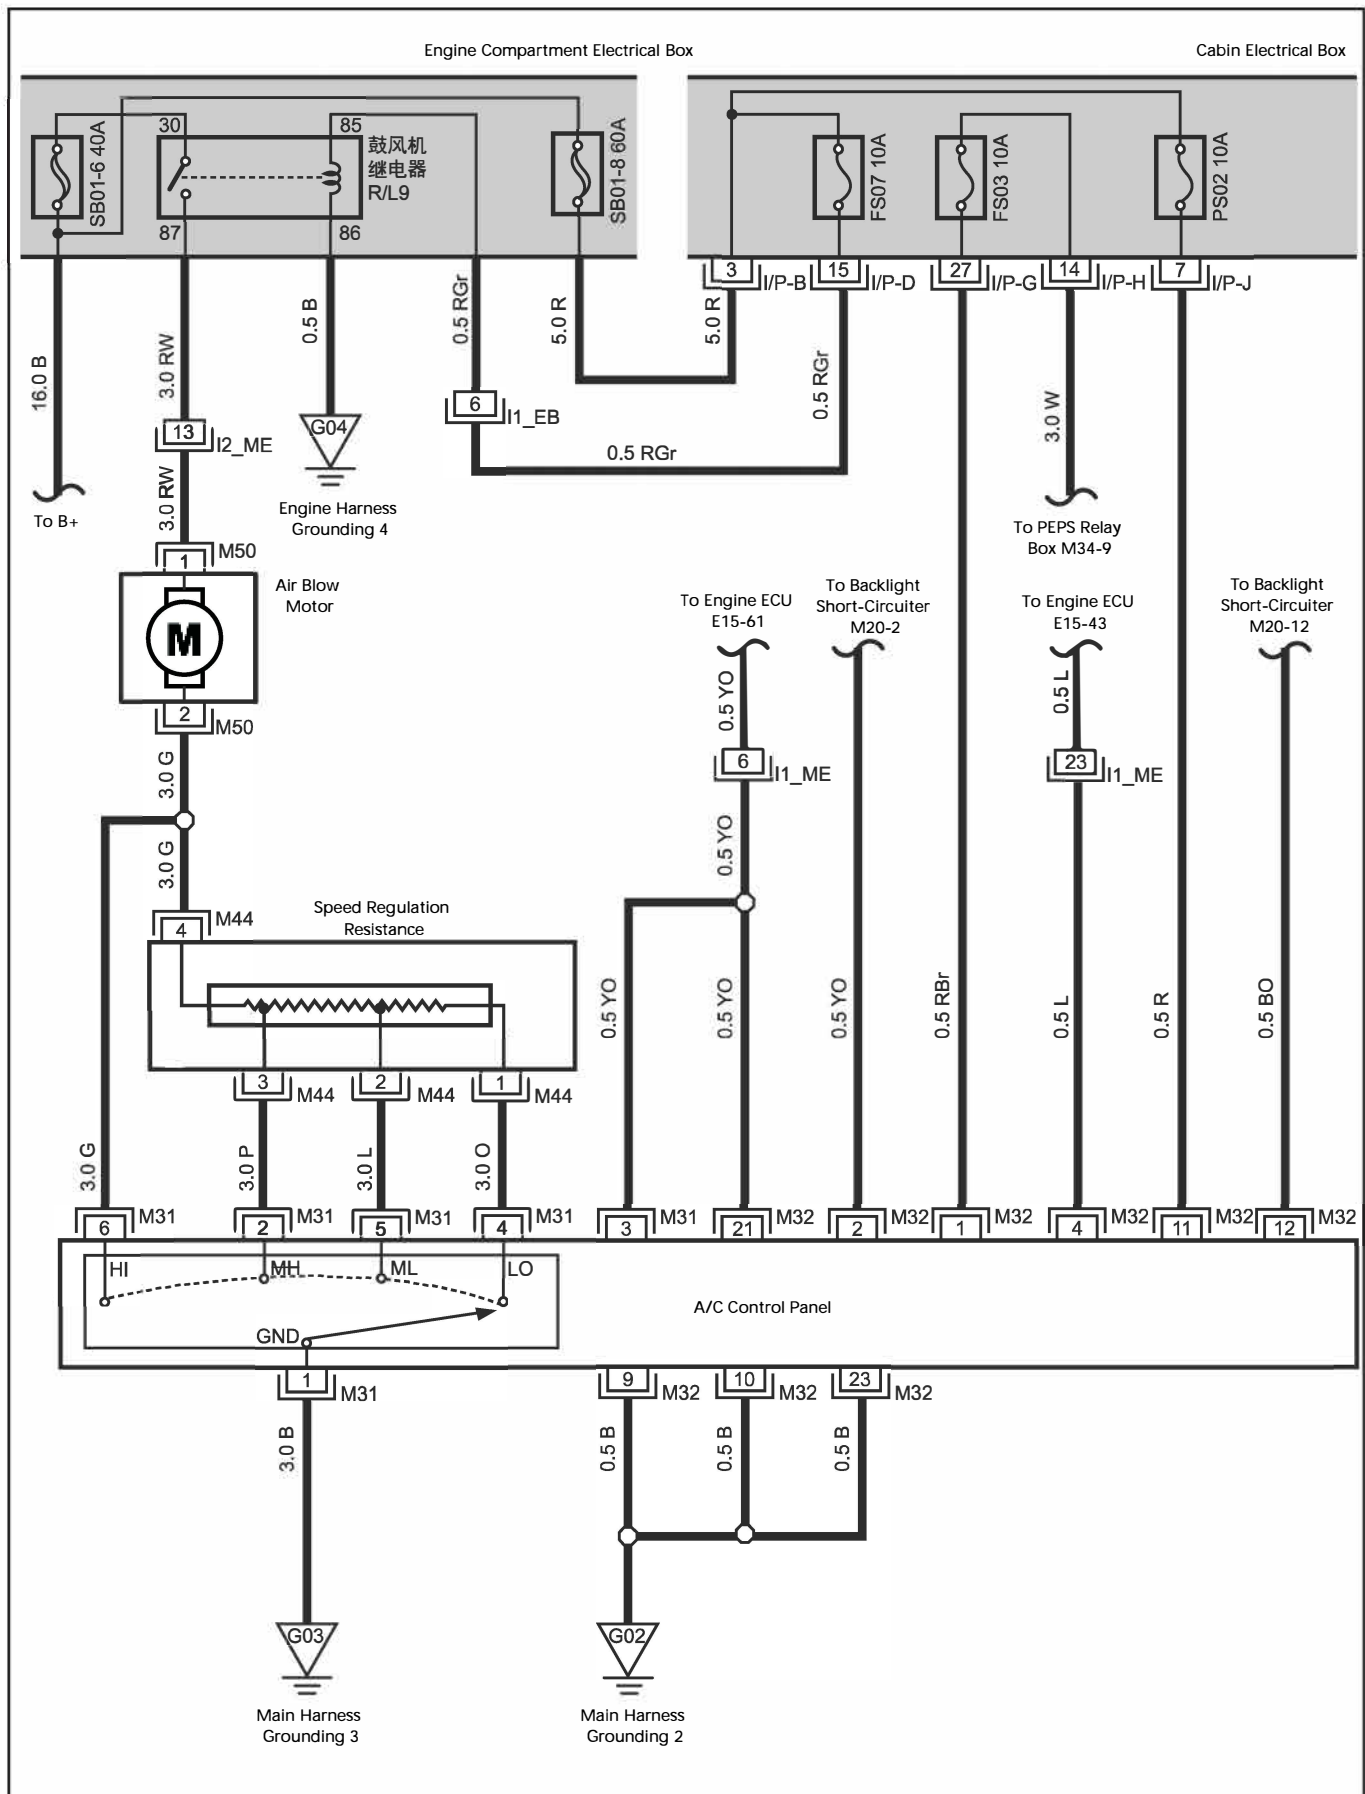 Engine Compartment Electrical Box
Cabin Electrical Box
SB01-6 40A
30
85
87
86
鼓风机
继电器
R/L9
SB01-8 60A
FS07 10A
FS03 10A
PS02 10A
3
I/P-B
15
I/P-D
27
I/P-G
14
I/P-H
7
I/P-J
16.0 B
3.0 RW
0.5 B
0.5 RGr
5.0 R
5.0 R
0.5 RGr
3.0 W
13
I2_ME
G04
6
I1_EB
0.5 RGr
3.0 RW
To B+
Engine Harness
Grounding 4
To PEPS Relay
Box M34-9
1
M50
Air Blow
Motor
M
2
M50
To Engine ECU
E15-61
To Backlight
Short-Circuiter
M20-2
To Engine ECU
E15-43
To Backlight
Short-Circuiter
M20-12
0.5 YO
0.5 L
6
I1_ME
23
I1_ME
3.0 G
3.0 G
0.5 YO
4
M44
Speed Regulation
Resistance
0.5 YO
0.5 YO
0.5 YO
0.5 RBr
0.5 L
0.5 R
0.5 BO
3
M44
2
M44
1
M44
3.0 G
3.0 P
3.0 L
3.0 O
6
M31
2
M31
5
M31
4
M31
3
M31
21
M32
2
M32
1
M32
4
M32
11
M32
12
M32
HI
MH
ML
LO
GND
A/C Control Panel
1
M31
9
M32
10
M32
23
M32
3.0 B
0.5 B
0.5 B
0.5 B
G03
G02
Main Harness
Grounding 3
Main Harness
Grounding 2